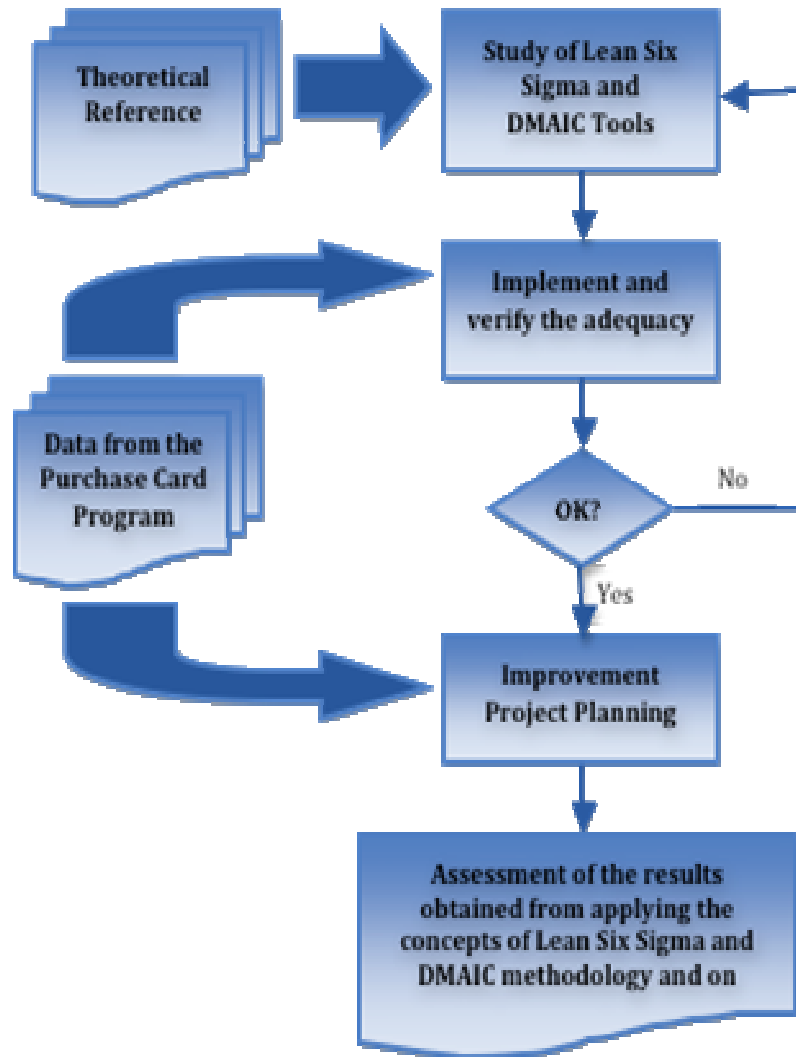 Theoretical
Reference
Study of Lean Six
Sigma and
DMAIC Tools
Implement and
verify the adequacy
Data from the
Purchase Card
Program
OK?
No
Yes
Improvement
Project Planning
Assessment of the results
obtained from applying the
concepts of Lean Six Sigma and
DMAIC methodology and on